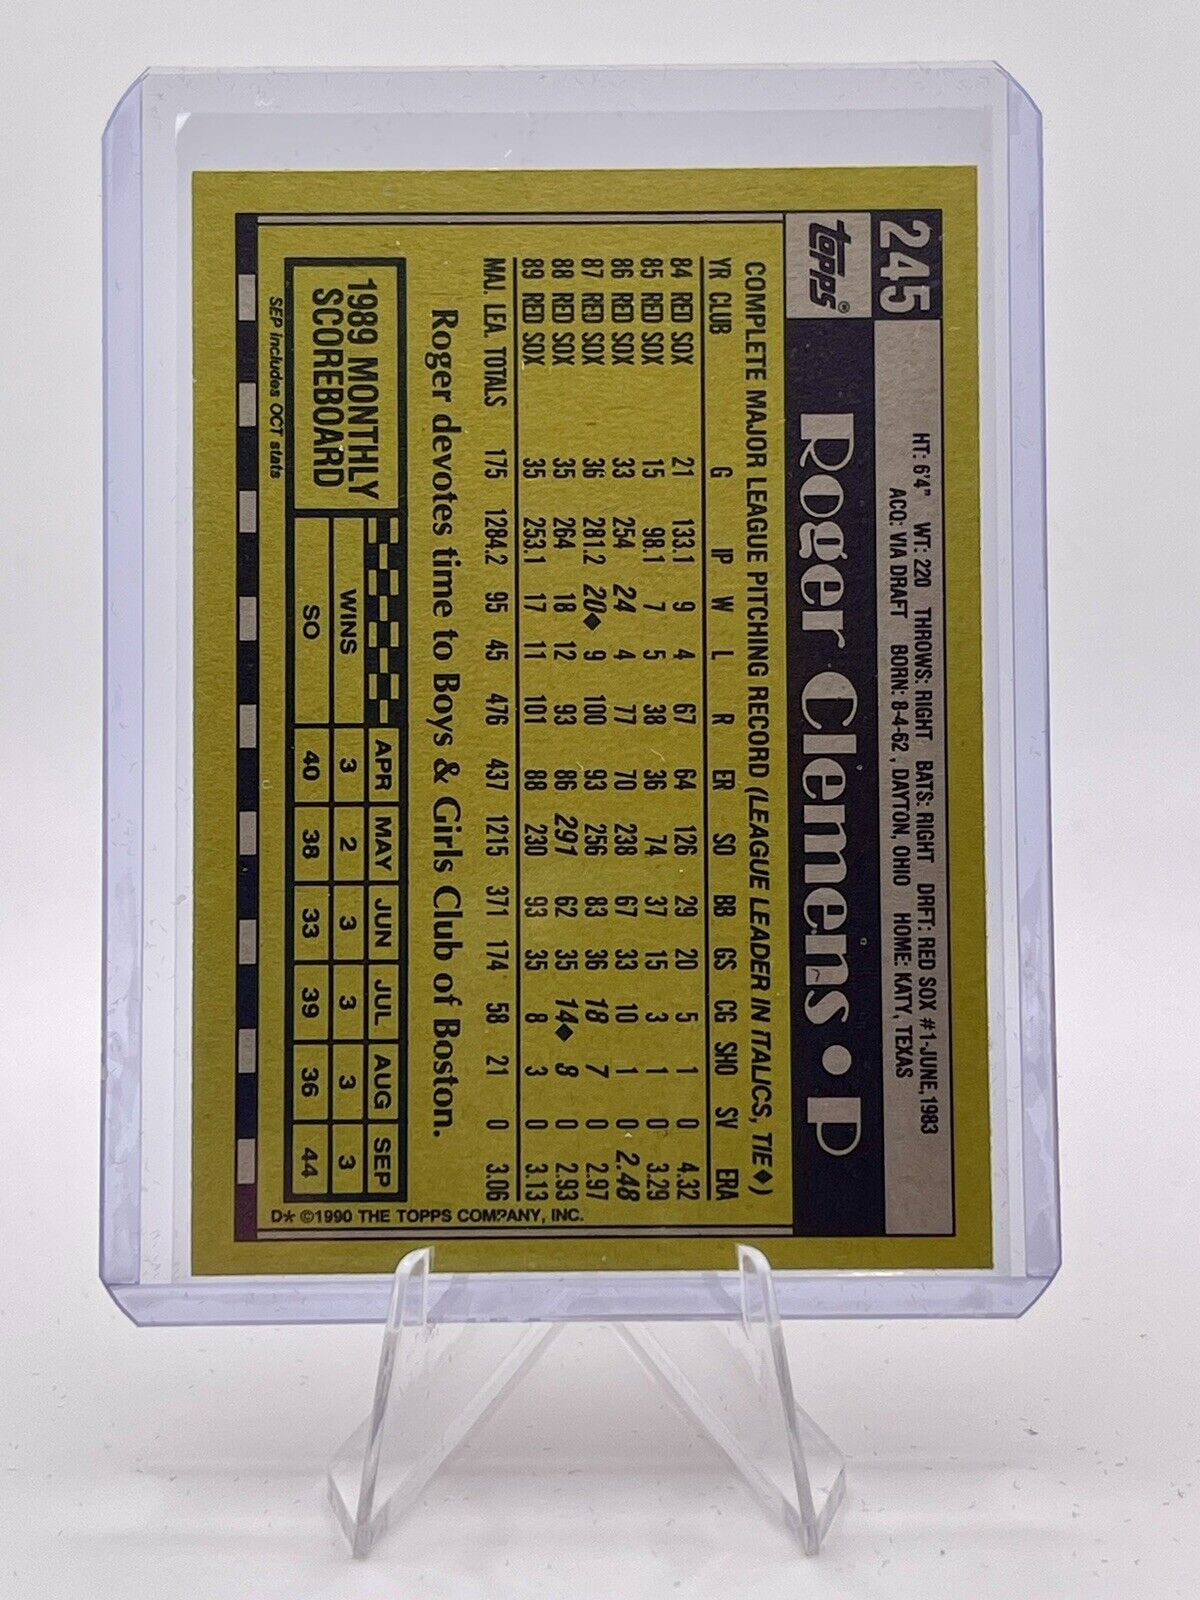 245
topps®
HT: 6'4" WT: 220 THROWS: RIGHT BATS: RIGHT DRFT: RED SOX #1-JUNE, 1983
ACQ: VIA DRAFT BORN: 8-4-62, DAYTON, OHIO HOME: KATY, TEXAS
Roger Clemens • P
COMPLETE MAJOR LEAGUE PITCHING RECORD (LEAGUE LEADER IN ITALICS, TIE◆)
YR CLUB G IP W L R ER SO BB GS CG SHO SV ERA
84 RED SOX 21 133.1 9 4 67 64 126 29 20 5 1 0 4.32
85 RED SOX 15 98.1 7 5 38 36 74 37 15 3 1 0 3.29
86 RED SOX 33 254 24 4 77 70 238 67 33 10 1 0 2.48
87 RED SOX 36 281.2 20◆ 9 100 93 256 83 36 18 7 0 2.97
88 RED SOX 35 264 18 12 93 86 291 62 35 14◆ 8 0 2.93
89 RED SOX 35 253.1 17 11 101 88 230 93 35 8 3 0 3.13
MAJ. LEA. TOTALS 175 1284.2 95 45 476 437 1215 371 174 58 21 0 3.06
Roger devotes time to Boys & Girls Club of Boston.
1989 MONTHLY
SCOREBOARD
APR MAY JUN JUL AUG SEP
WINS 3 2 3 3 3 3
SO 40 38 33 39 36 44
SEP includes OCT stats
D* ©1990 THE TOPPS COMPANY, INC.